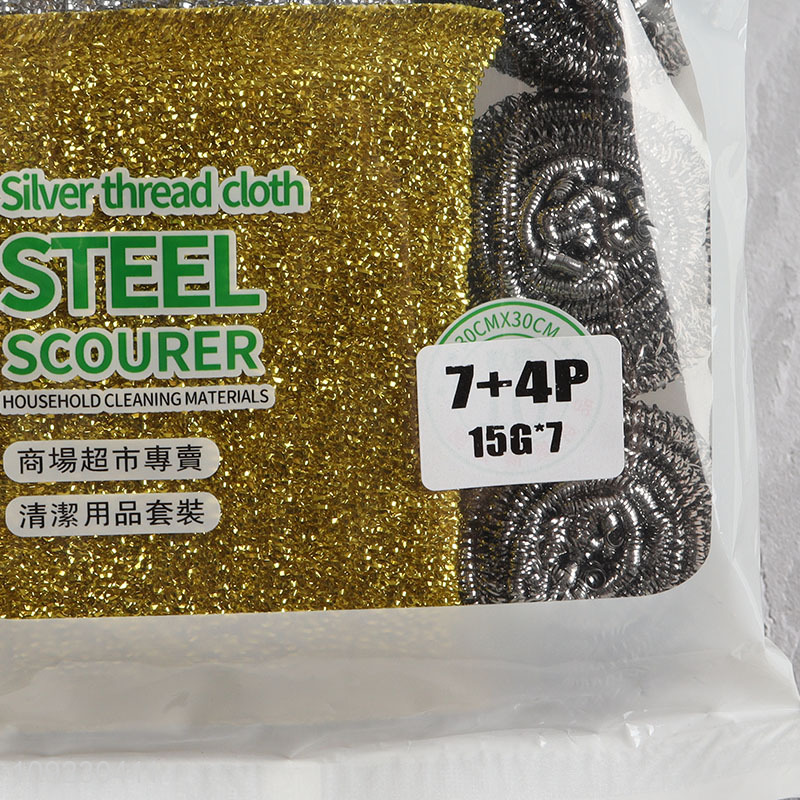 Silver thread cloth
STEEL
SCOURER
HOUSEHOLD CLEANING MATERIALS
商場超市專賣
清潔用品套裝
30CMX30CM
7+4P
15G*7